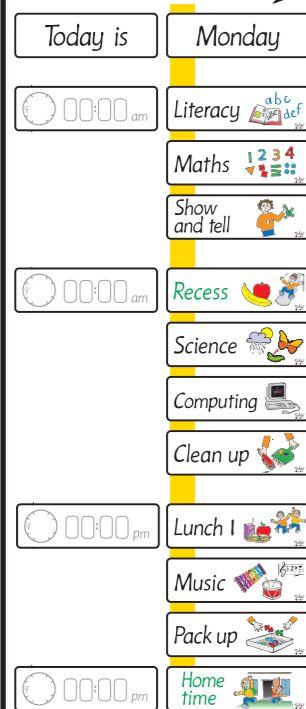 Today is
Monday
00:00 am
Literacy
abc
def
Maths
1 2 3 4
Show
and tell
00:00 am
Recess
Science
Computing
Clean up
00:00 pm
Lunch 1
Music
Pack up
00:00 pm
Home
time